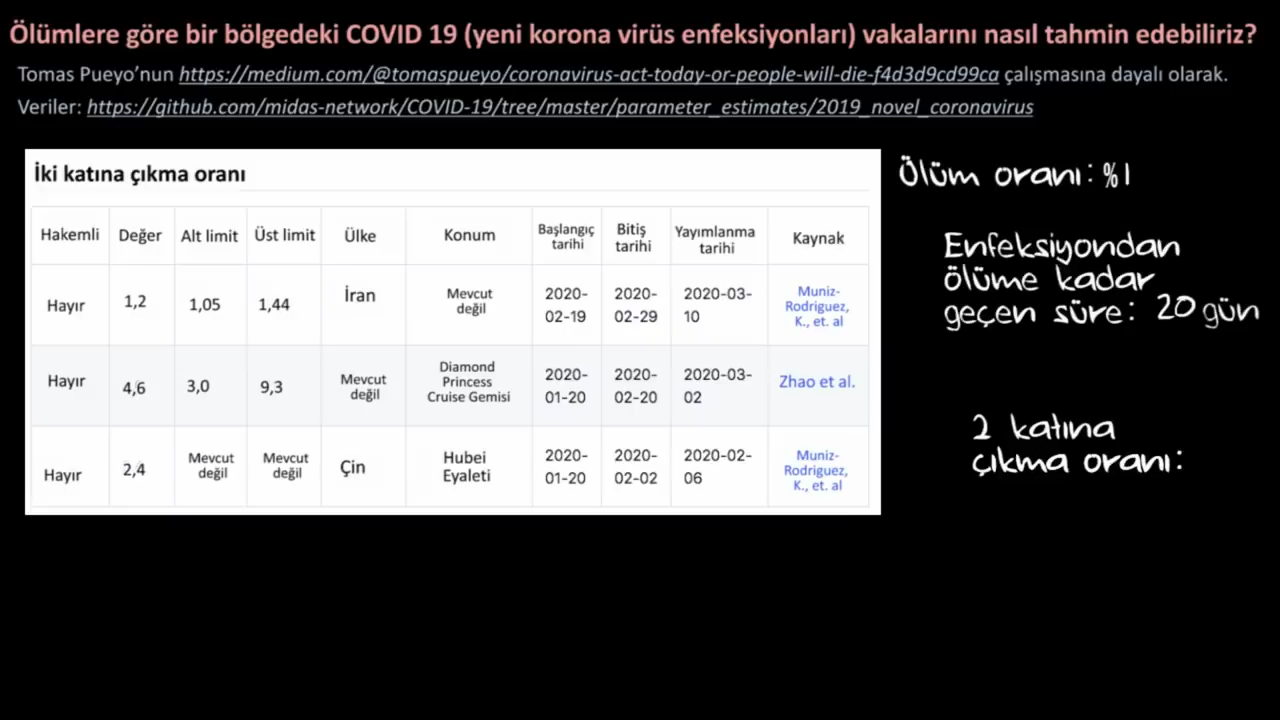 Ölümlere göre bir bölgedeki COVID 19 (yeni korona virüs enfeksiyonları) vakalarını nasıl tahmin edebiliriz?
Tomas Pueyo’nun https://medium.com/@tomaspueyo/coronavirus-act-today-or-people-will-die-f4d3d9cd99ca çalışmasına dayalı olarak.
Veriler: https://github.com/midas-network/COVID-19/tree/master/parameter_estimates/2019_novel_coronavirus
İki katına çıkma oranı
Hakemli Değer Alt limit Üst limit Ülke Konum Başlangıç tarihi Bitiş tarihi Yayımlanma tarihi Kaynak
Hayır 1,2 1,05 1,44 İran Mevcut değil 2020-02-19 2020-02-29 2020-03-10 Muniz-Rodriguez, K., et. al
Hayır 4,6 3,0 9,3 Mevcut değil Diamond Princess Cruise Gemisi 2020-01-20 2020-02-20 2020-03-02 Zhao et al.
Hayır 2,4 Mevcut değil Mevcut değil Çin Hubei Eyaleti 2020-01-20 2020-02-02 2020-02-06 Muniz-Rodriguez, K., et. al
Ölüm oranı: %1
Enfeksiyondan
ölüme kadar
geçen süre: 20 gün
2 katına
çıkma oranı: